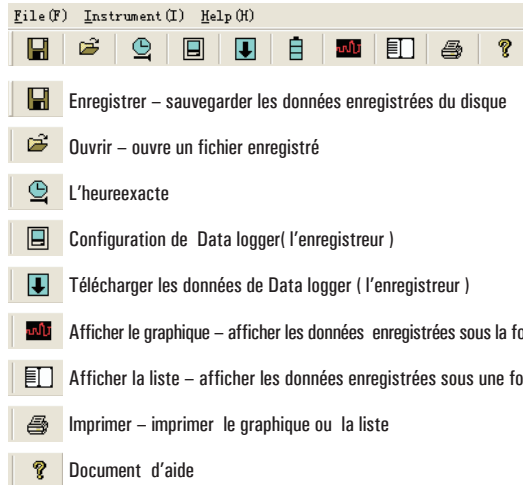 File(F) Instrument(I) Help(H)
Enregistrer – sauvegarder les données enregistrées du disque
Ouvrir – ouvre un fichier enregistré
L'heureexacte
Configuration de Data logger( l'enregistreur )
Télécharger les données de Data logger ( l'enregistreur )
Afficher le graphique – afficher les données enregistrées sous la fo
Afficher la liste – afficher les données enregistrées sous une fo
Imprimer – imprimer le graphique ou la liste
Document d'aide